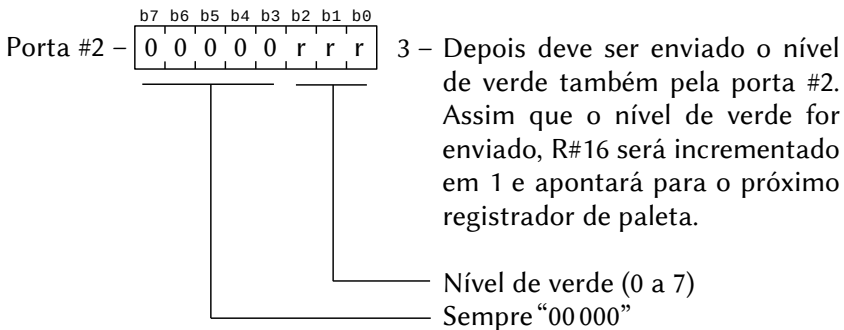 b7 b6 b5 b4 b3 b2 b1 b0
Porta #2 – 0 0 0 0 0 r r r
3 – Depois deve ser enviado o nível
de verde também pela porta #2.
Assim que o nível de verde for
enviado, R#16 será incrementado
em 1 e apontará para o próximo
registrador de paleta.
Nível de verde (0 a 7)
Sempre “00 000”